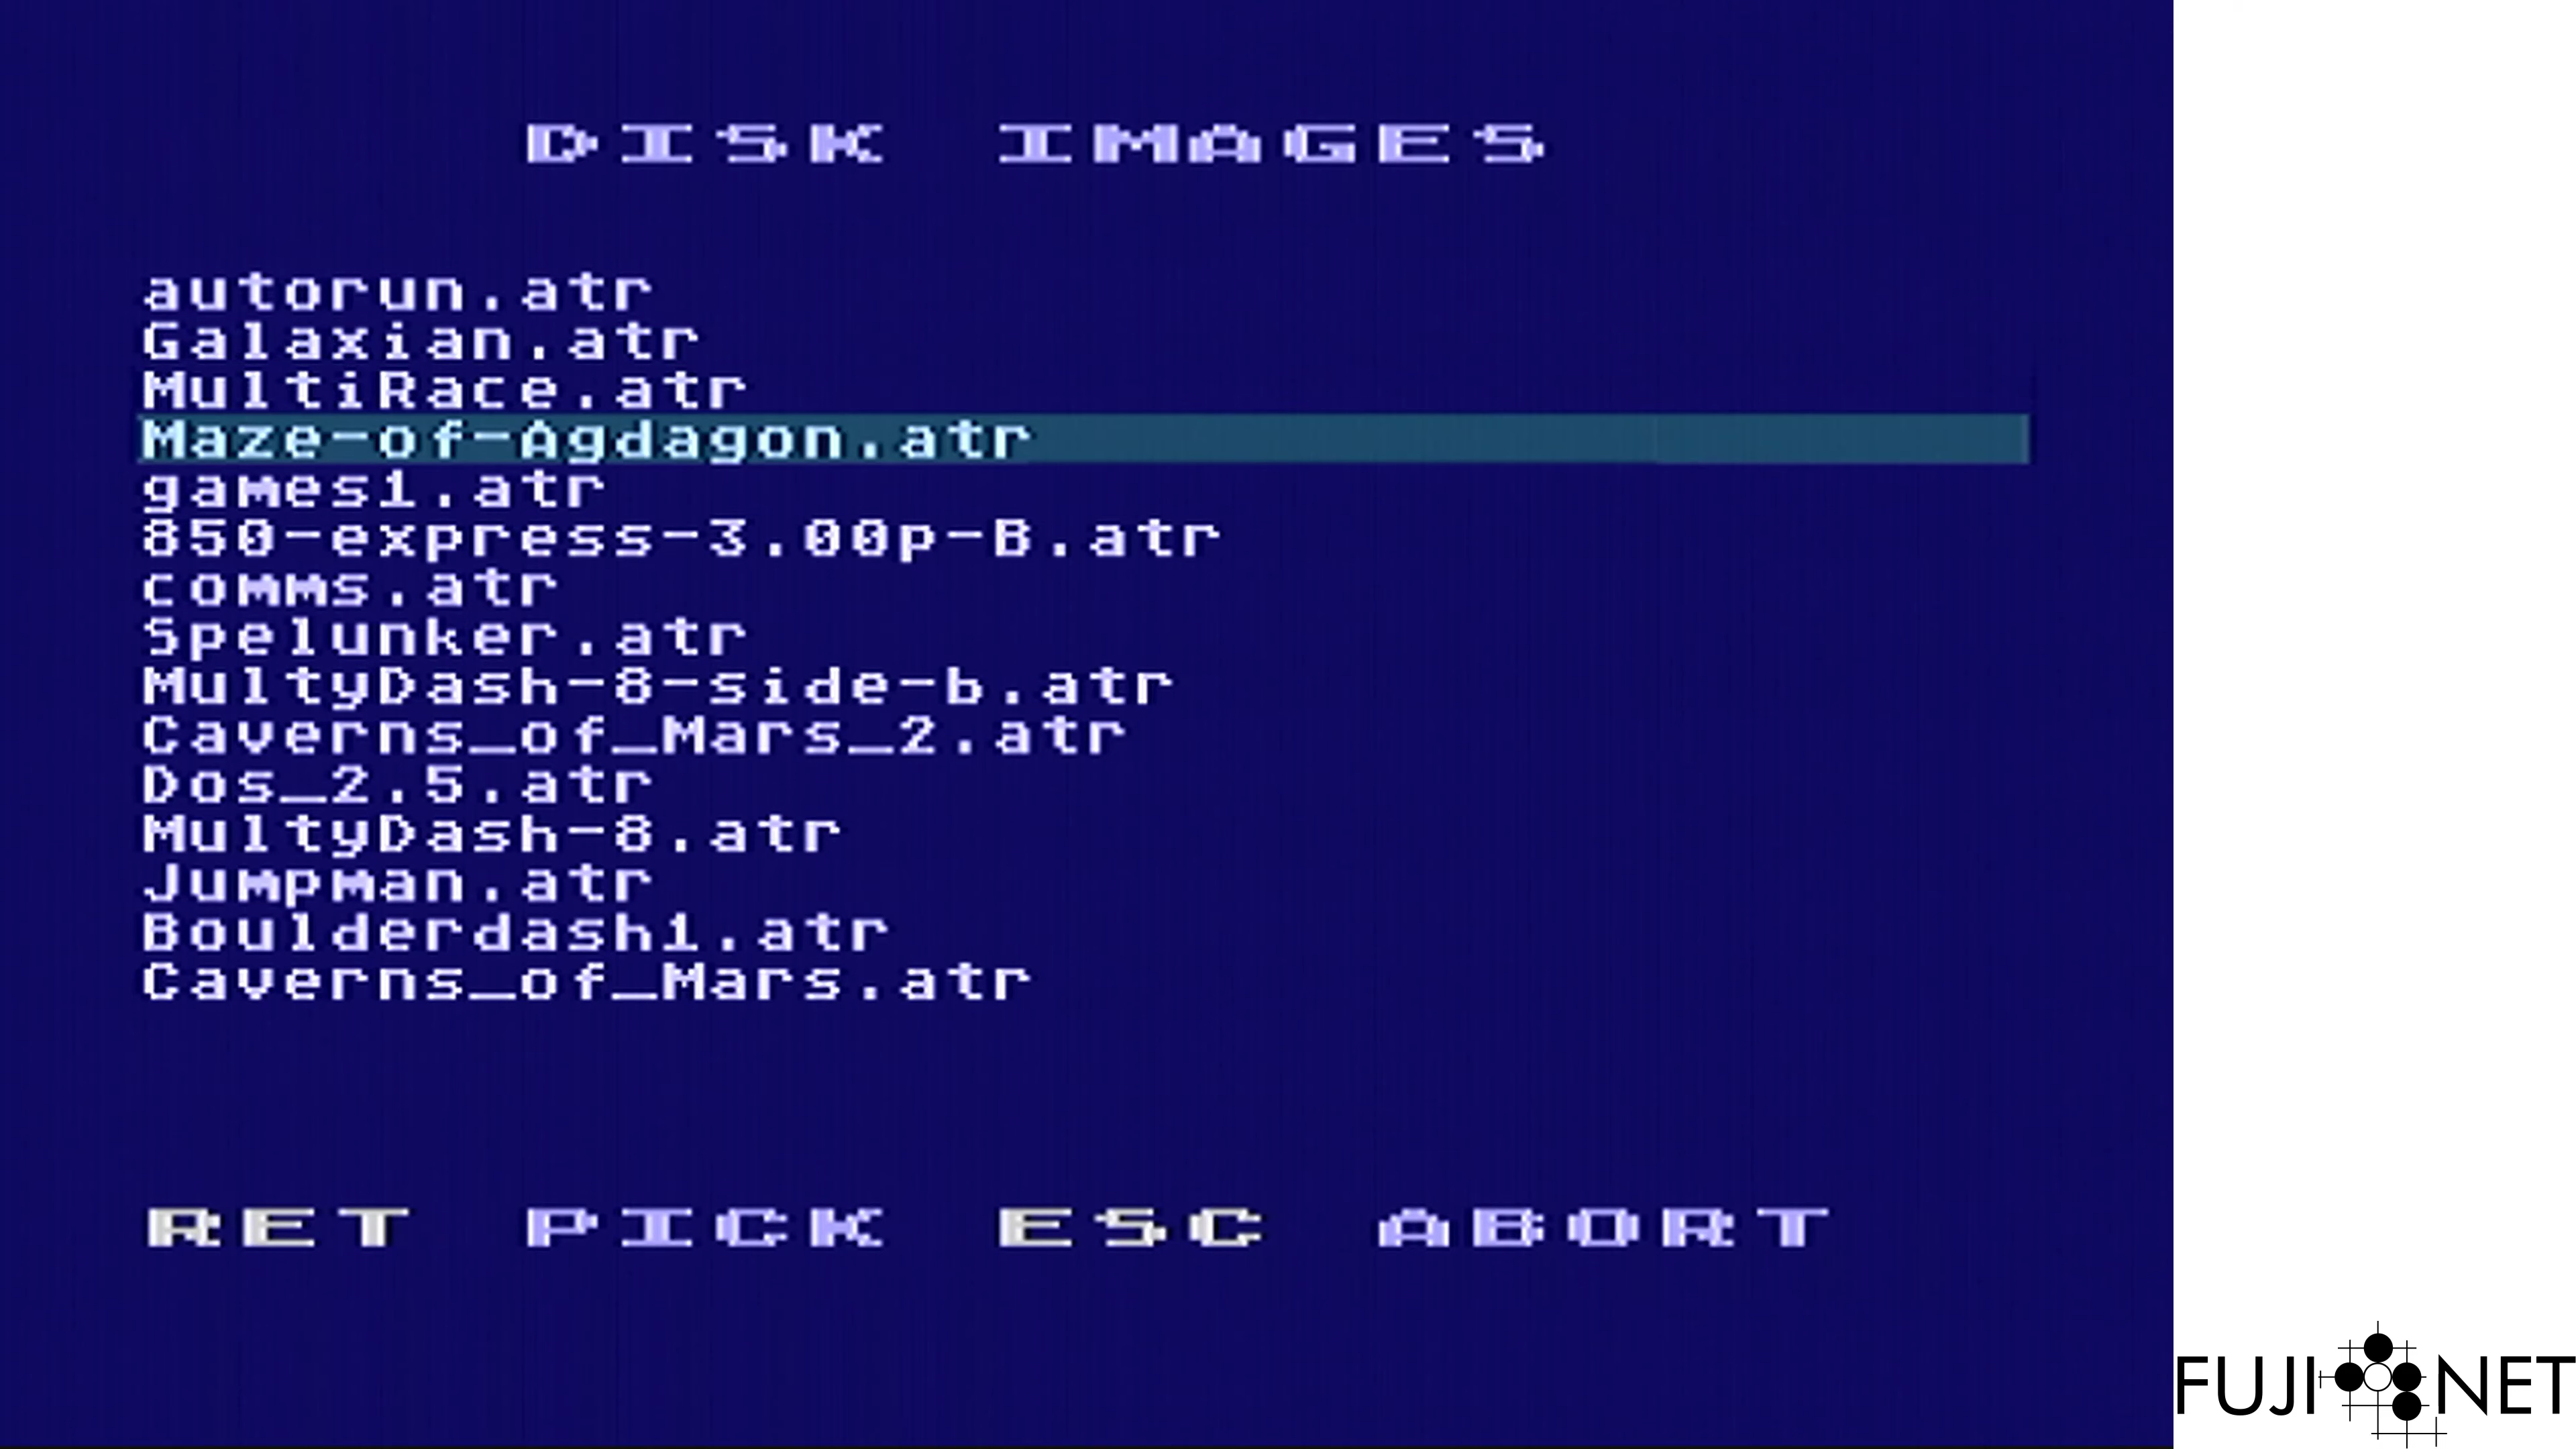 DISK IMAGES
autorun.atr
Galaxian.atr
MultiRace.atr
Maze-of-Agdagon.atr
games1.atr
850-express-3.00p-B.atr
comms.atr
Spelunker.atr
MultyDash-8-side-b.atr
Caverns_of_Mars_2.atr
Dos_2.5.atr
MultyDash-8.atr
Jumpman.atr
Boulderdash1.atr
Caverns_of_Mars.atr
RET PICK ESC ABORT
FUJI NET